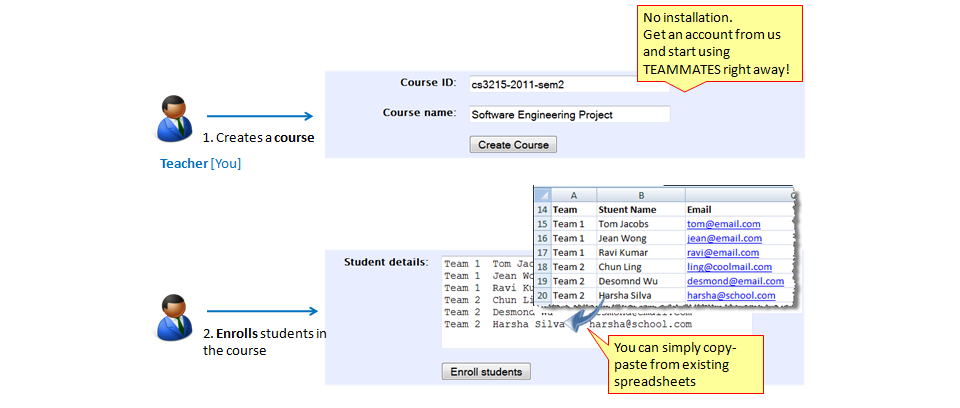 No installation.
Get an account from us
and start using
TEAMMATES right away!
Course ID: cs3215-2011-sem2
Course name: Software Engineering Project
Create Course
1. Creates a course
Teacher [You]
A B
14 Team Stuent Name Email
15 Team 1 Tom Jacobs tom@email.com
16 Team 1 Jean Wong jean@email.com
17 Team 1 Ravi Kumar ravi@email.com
18 Team 2 Chun Ling ling@coolmail.com
19 Team 2 Desomnd Wu desmond@email.com
20 Team 2 Harsha Silva harsha@school.com
Student details:
Team 1 Tom Jac
Team 1 Jean Wo
Team 1 Ravi Ku
Team 2 Chun Li
Team 2 Desmond Wu desmond@email.com
Team 2 Harsha Silva harsha@school.com
2. Enrolls students in
the course
Enroll students
You can simply copy-
paste from existing
spreadsheets